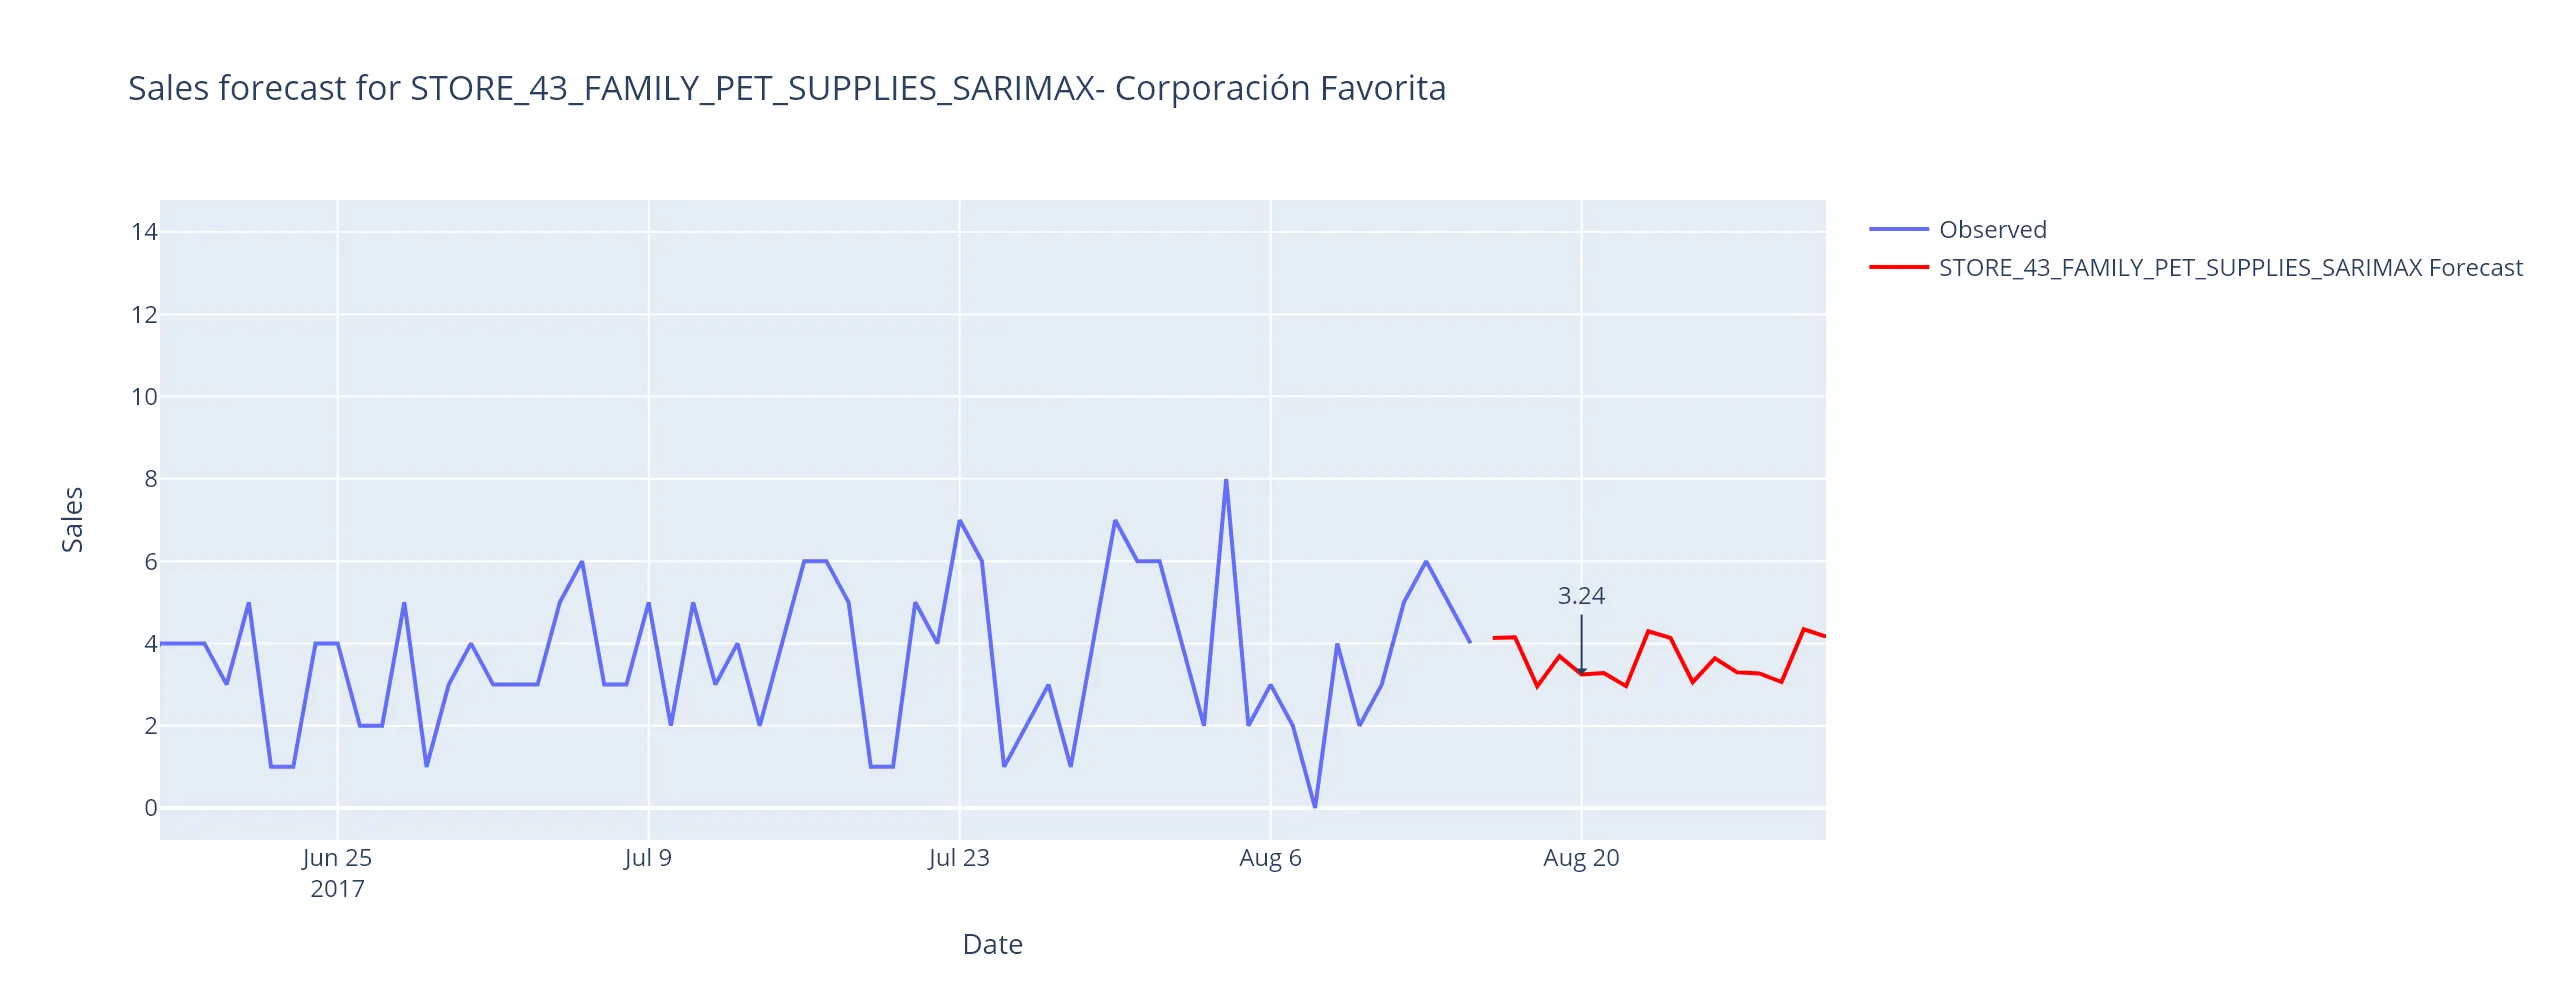 Sales forecast for STORE_43_FAMILY_PET_SUPPLIES_SARIMAX- Corporación Favorita
Observed
STORE_43_FAMILY_PET_SUPPLIES_SARIMAX Forecast
14
12
10
8
6
4
2
0
Sales
3.24
Jun 25
2017
Jul 9
Jul 23
Aug 6
Aug 20
Date